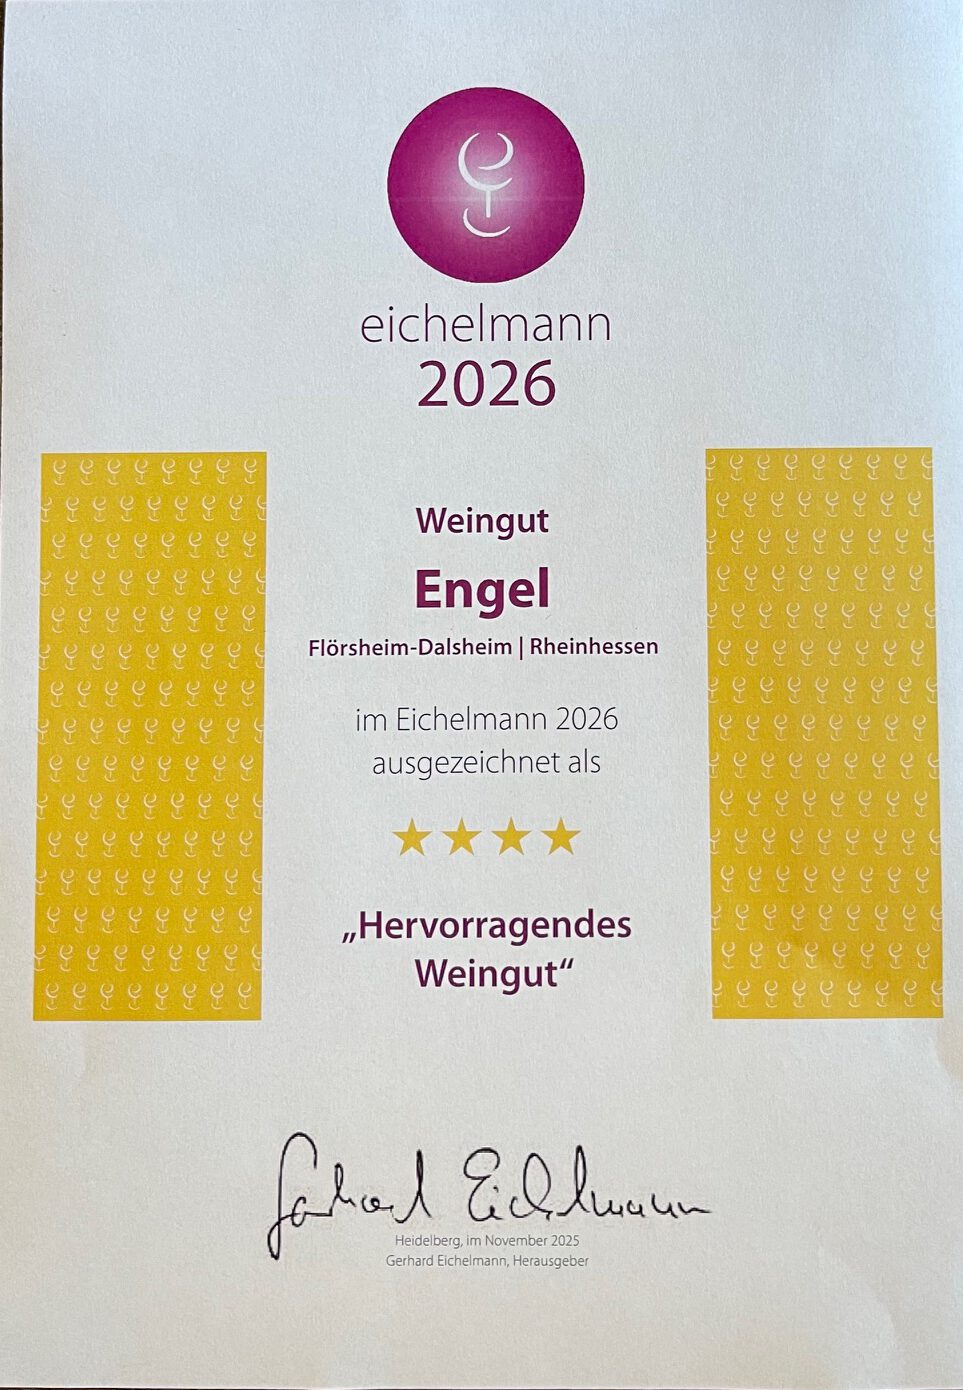 eichelmann
2026
Weingut
Engel
Flörsheim-Dalsheim | Rheinhessen
im Eichelmann 2026
ausgezeichnet als
„Hervorragendes
Weingut“
Gerhard Eichelmann
Heidelberg, im November 2025
Gerhard Eichelmann, Herausgeber